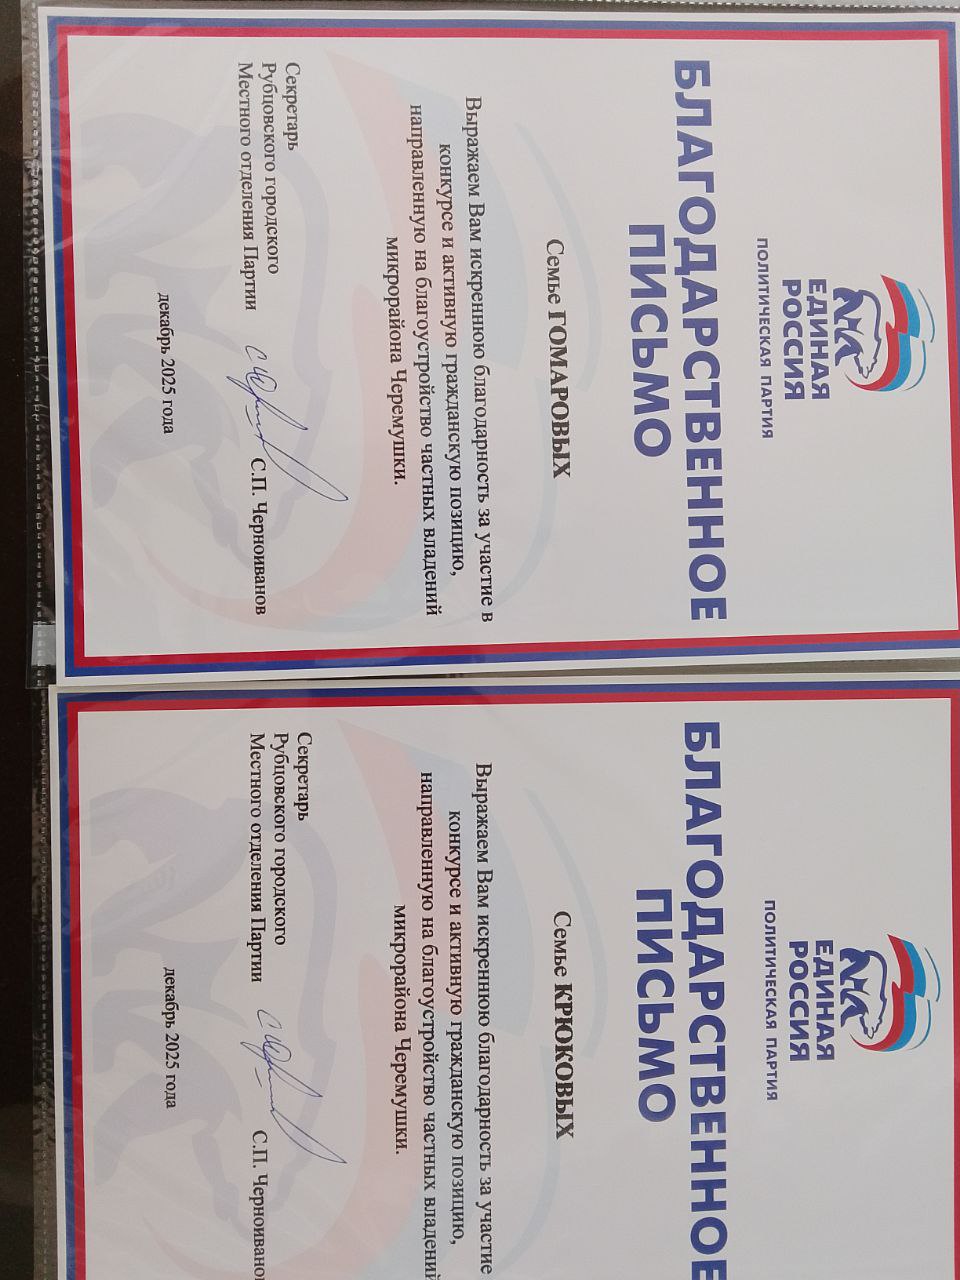 ЕДИНАЯ
РОССИЯ
ПОЛИТИЧЕСКАЯ ПАРТИЯ
БЛАГОДАРСТВЕННОЕ
ПИСЬМО
Семье ГОМАРОВЫХ
Выражаем Вам искреннюю благодарность за участие в
конкурсе и активную гражданскую позицию,
направленную на благоустройство частных владений
микрорайона Черемушки.
Секретарь
Рубцовского городского
Местного отделения Партии
С.П. Черноиванов
декабрь 2025 года
ЕДИНАЯ
РОССИЯ
ПОЛИТИЧЕСКАЯ ПАРТИЯ
БЛАГОДАРСТВЕННОЕ
ПИСЬМО
Семье КРЮКОВЫХ
Выражаем Вам искреннюю благодарность за участие
конкурсе и активную гражданскую позицию,
направленную на благоустройство частных владений
микрорайона Черемушки.
Секретарь
Рубцовского городского
Местного отделения Партии
С.П. Черноиванов
декабрь 2025 года